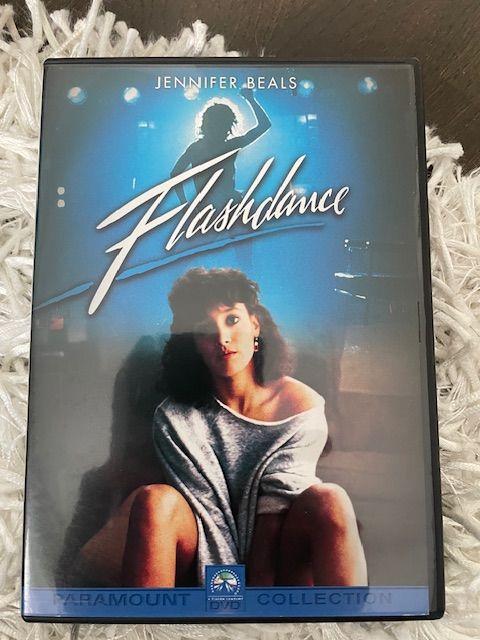 JENNIFER BEALS
Flashdance
PARAMOUNT DVD COLLECTION